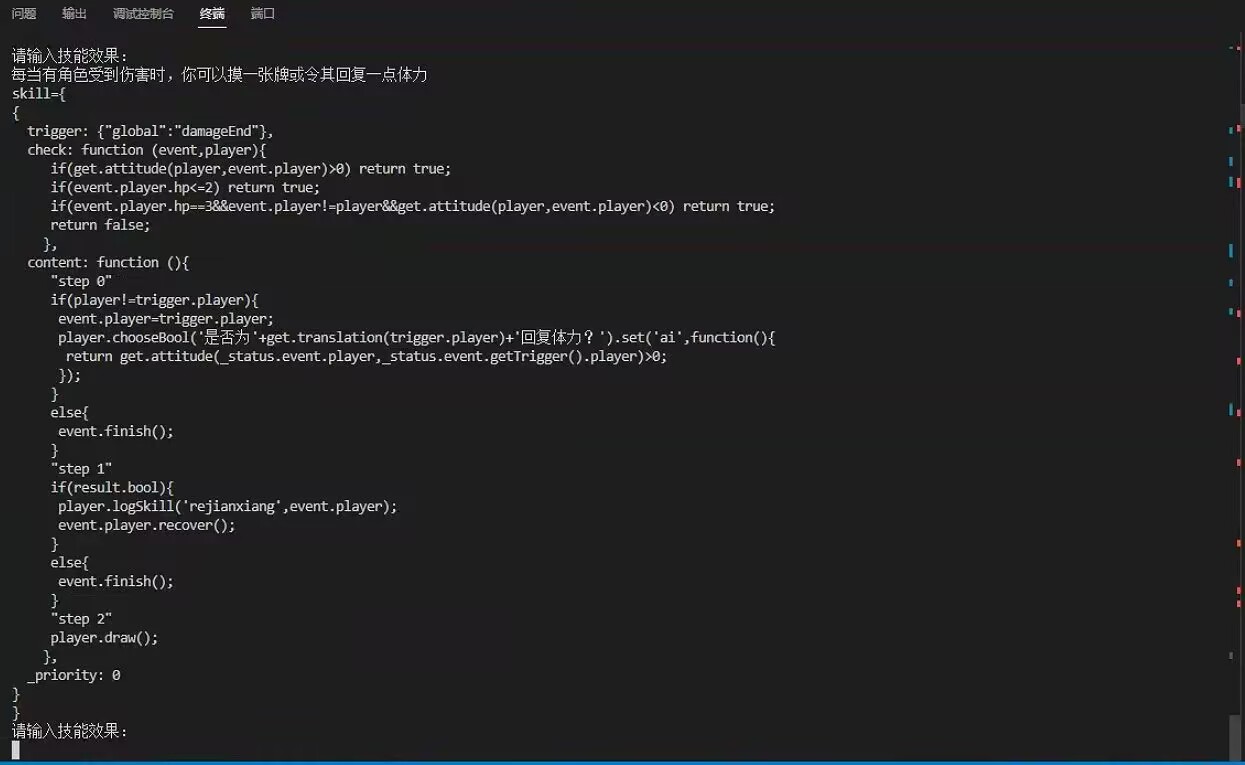 问题 输出 调试控制台 终端 端口
请输入技能效果：
每当有角色受到伤害时，你可以摸一张牌或令其回复一点体力
skill={
{
  trigger: {"global":"damageEnd"},
  check: function (event,player){
     if(get.attitude(player,event.player)>0) return true;
     if(event.player.hp<=2) return true;
     if(event.player.hp==3&&event.player!=player&&get.attitude(player,event.player)<0) return true;
     return false;
    },
  content: function (){
     "step 0"
     if(player!=trigger.player){
      event.player=trigger.player;
      player.chooseBool('是否为'+get.translation(trigger.player)+'回复体力？').set('ai',function(){
       return get.attitude(_status.event.player,_status.event.getTrigger().player)>0;
      });
     }
     else{
      event.finish();
     }
     "step 1"
     if(result.bool){
      player.logSkill('rejianxiang',event.player);
      event.player.recover();
     }
     else{
      event.finish();
     }
     "step 2"
     player.draw();
    },
  _priority: 0
}
}
请输入技能效果：